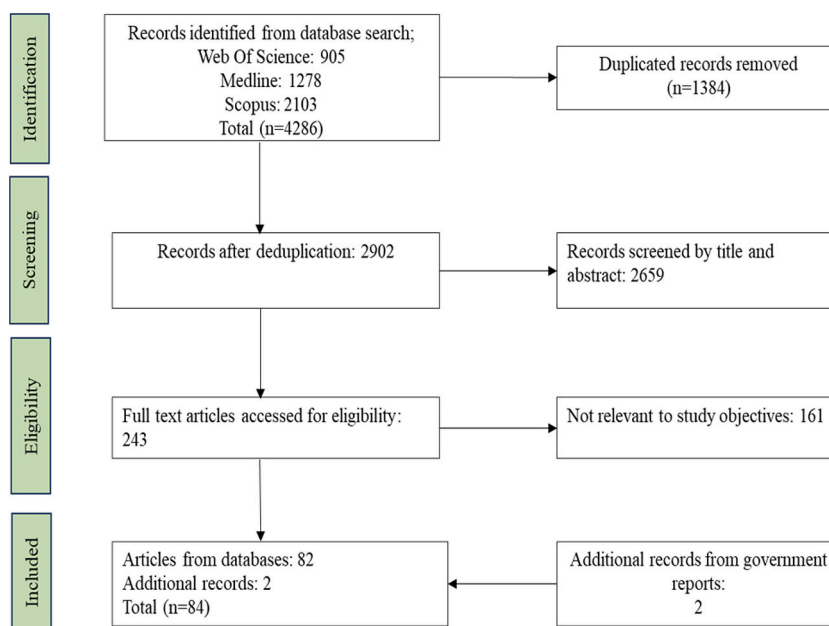 Identification
Records identified from database search;
Web Of Science: 905
Medline: 1278
Scopus: 2103
Total (n=4286)
Duplicated records removed
(n=1384)
Screening
Records after deduplication: 2902
Records screened by title and
abstract: 2659
Eligibility
Full text articles accessed for eligibility:
243
Not relevant to study objectives: 161
Included
Articles from databases: 82
Additional records: 2
Total (n=84)
Additional records from government
reports:
2